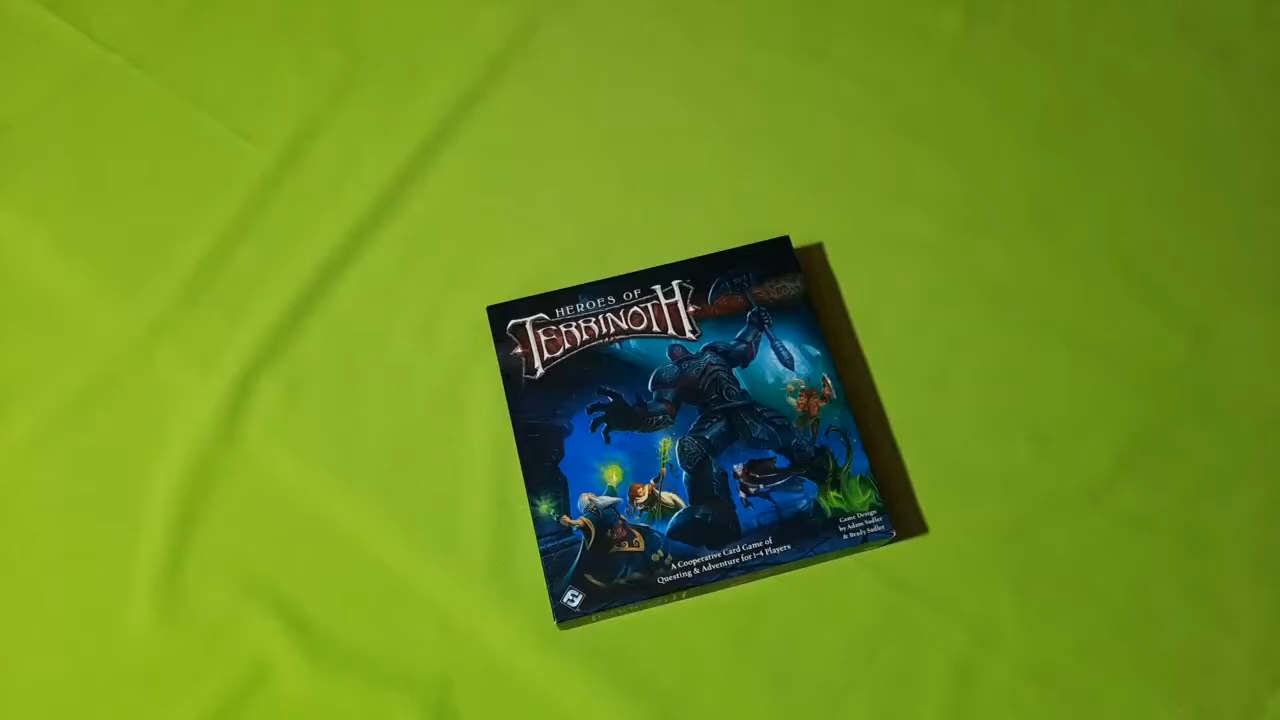 HEROES OF
TERRINOTH
A Cooperative Card Game of
Questing & Adventure for 1-4 Players
Game Design
by Adam Sadler
& Brady Sadler